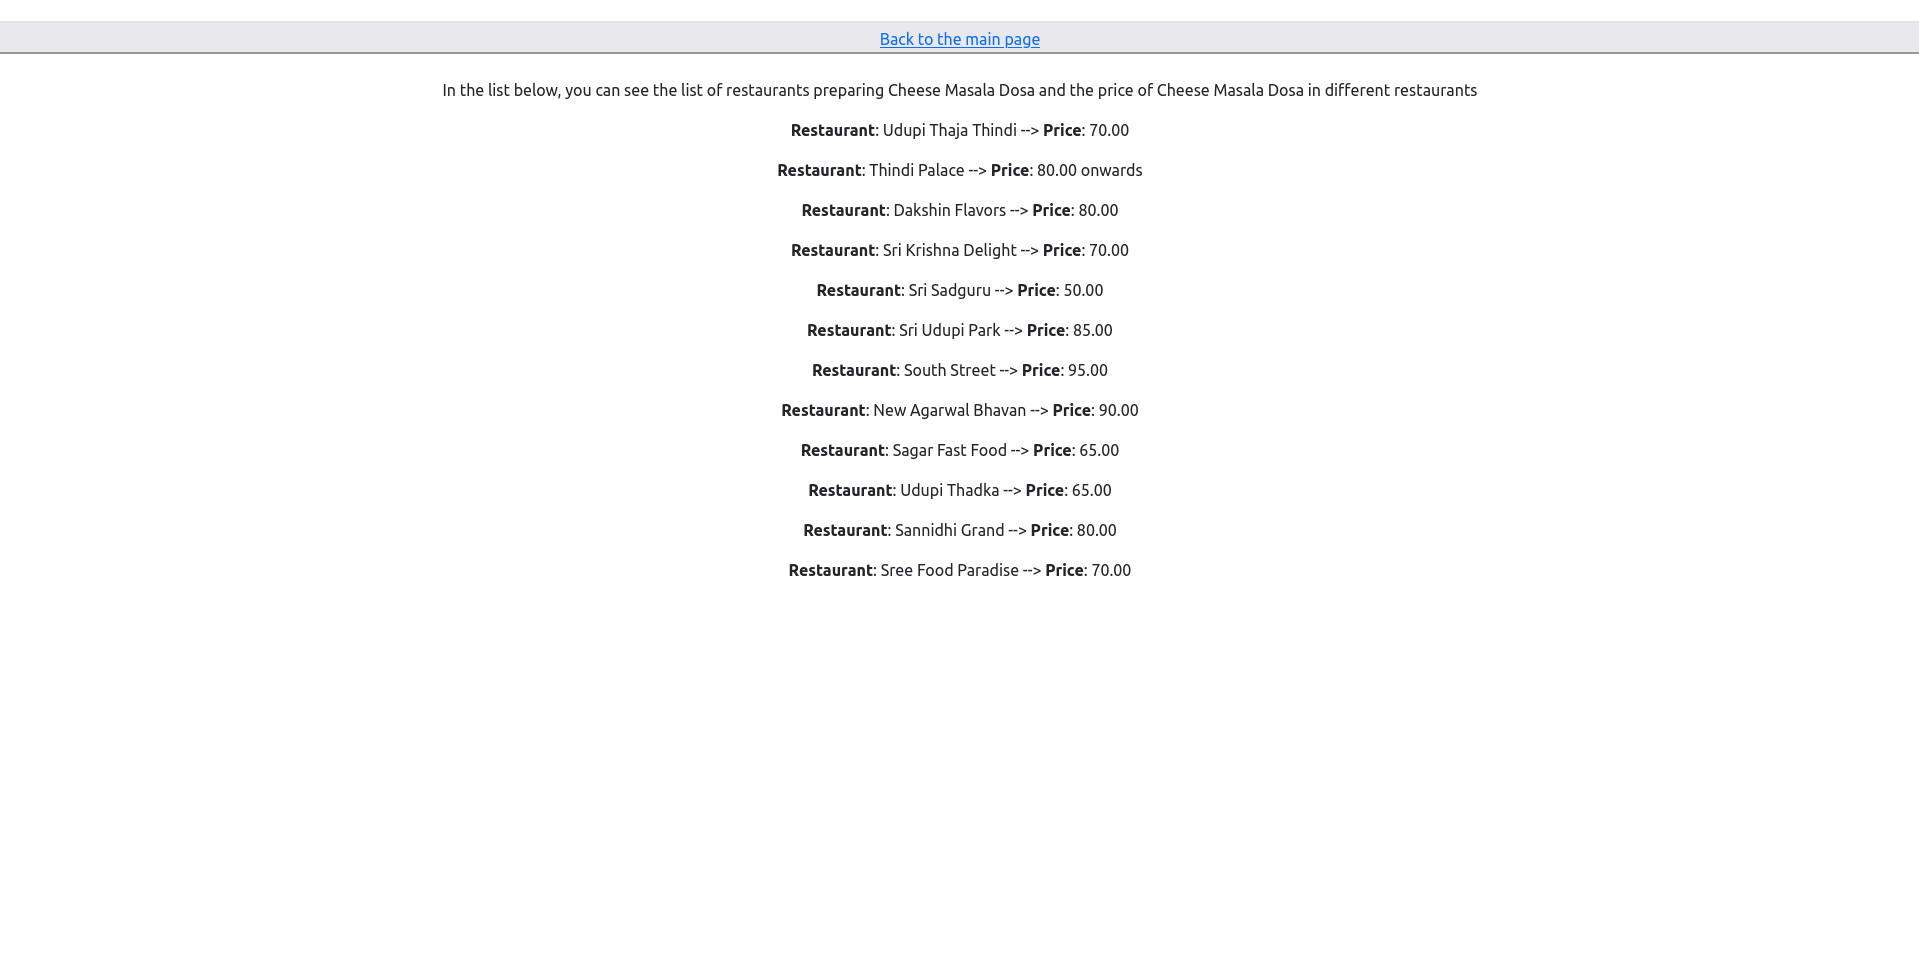 Back to the main page
In the list below, you can see the list of restaurants preparing Cheese Masala Dosa and the price of Cheese Masala Dosa in different restaurants
Restaurant: Udupi Thaja Thindi --> Price: 70.00
Restaurant: Thindi Palace --> Price: 80.00 onwards
Restaurant: Dakshin Flavors --> Price: 80.00
Restaurant: Sri Krishna Delight --> Price: 70.00
Restaurant: Sri Sadguru --> Price: 50.00
Restaurant: Sri Udupi Park --> Price: 85.00
Restaurant: South Street --> Price: 95.00
Restaurant: New Agarwal Bhavan --> Price: 90.00
Restaurant: Sagar Fast Food --> Price: 65.00
Restaurant: Udupi Thadka --> Price: 65.00
Restaurant: Sannidhi Grand --> Price: 80.00
Restaurant: Sree Food Paradise --> Price: 70.00